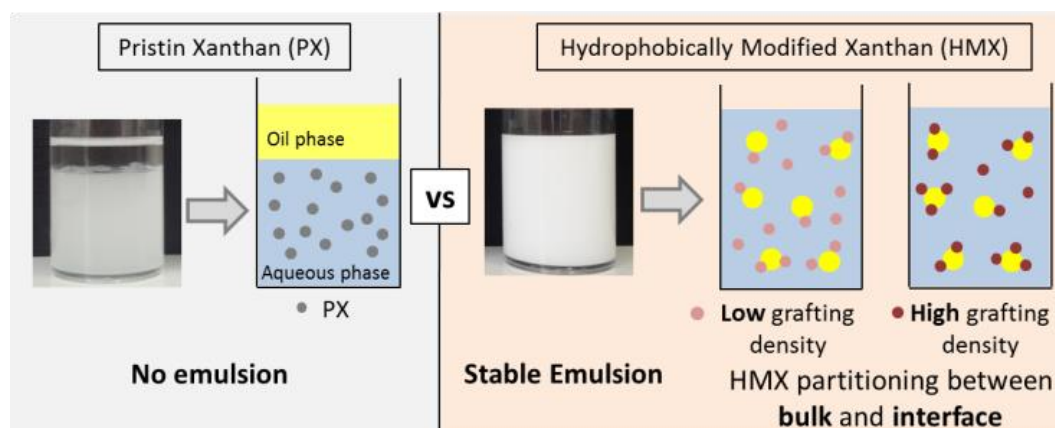 Pristin Xanthan (PX)
Oil phase
Aqueous phase
PX
No emulsion
vs
Hydrophobically Modified Xanthan (HMX)
Low grafting
density
High grafting
density
Stable Emulsion
HMX partitioning between
bulk and interface